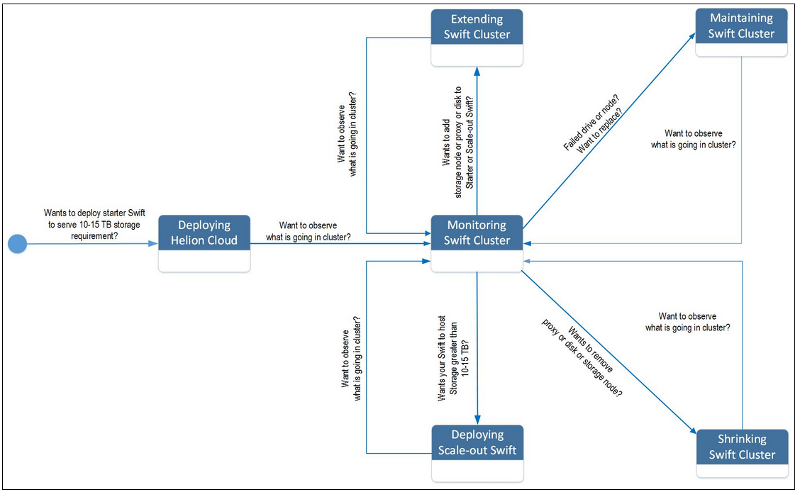 Extending
Swift Cluster
Maintaining
Swift Cluster
Want to observe
what is going in cluster?
Wants to add
storage node or proxy or disk to
Starter or Scale-out Swift?
Failed drive or node?
Want to replace?
Want to observe
what is going in cluster?
Wants to deploy starter Swift
to serve 10-15 TB storage
requirement?
Deploying
Helion Cloud
Want to observe
what is going in cluster?
Monitoring
Swift Cluster
Want to observe
what is going in cluster?
Wants your Swift to host
Storage greater than
10-15 TB?
Wants to remove
proxy or disk or storage node?
Want to observe
what is going in cluster?
Deploying
Scale-out Swift
Shrinking
Swift Cluster